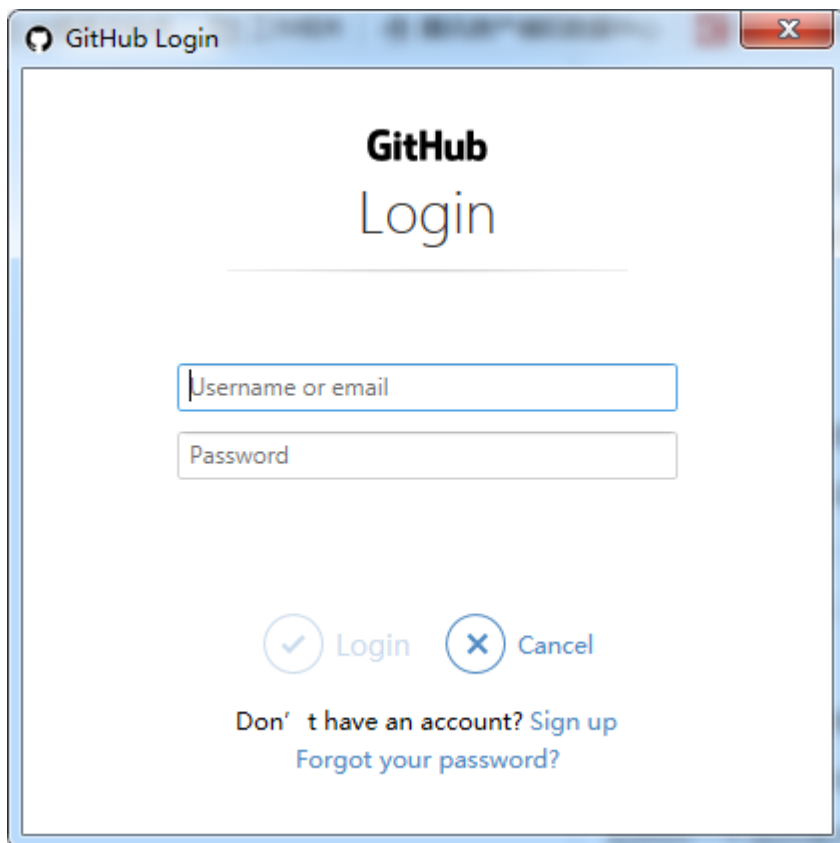 GitHub Login
GitHub
Login
Username or email
Password
Login
Cancel
Don’t have an account? Sign up
Forgot your password?